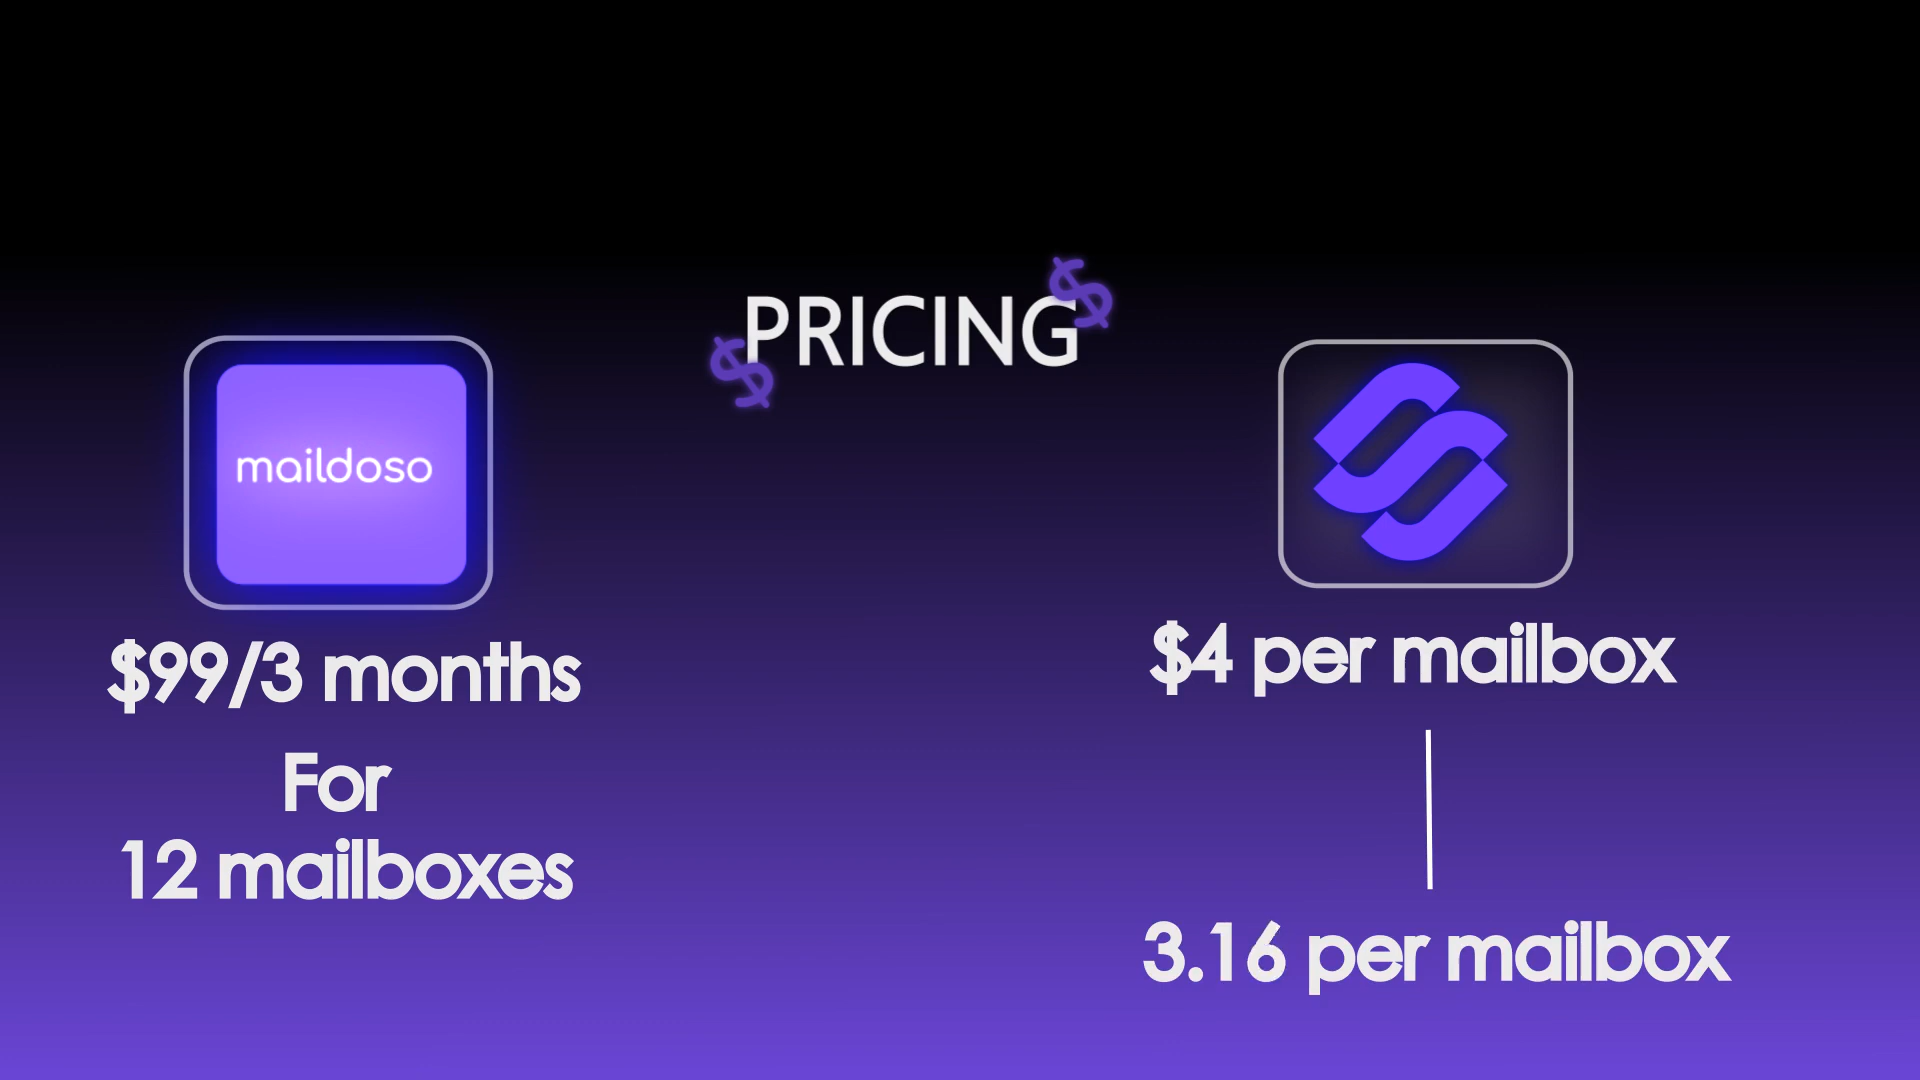 $PRICING$
maildoso
$99/3 months
For
12 mailboxes
$4 per mailbox
3.16 per mailbox